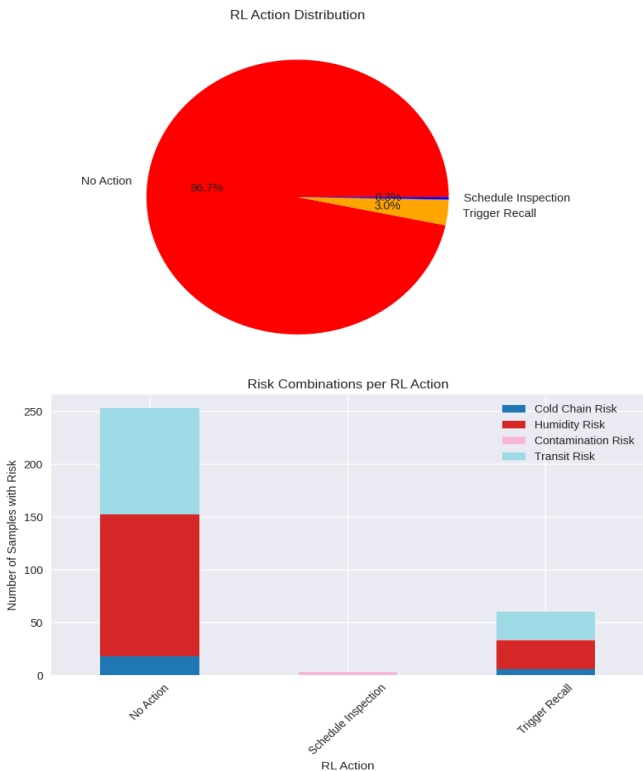 RL Action Distribution
No Action
96.7%
0.3%
3.0%
Schedule Inspection
Trigger Recall
Risk Combinations per RL Action
Cold Chain Risk
Humidity Risk
Contamination Risk
Transit Risk
Number of Samples with Risk
250
200
150
100
50
0
No Action
Schedule Inspection
Trigger Recall
RL Action